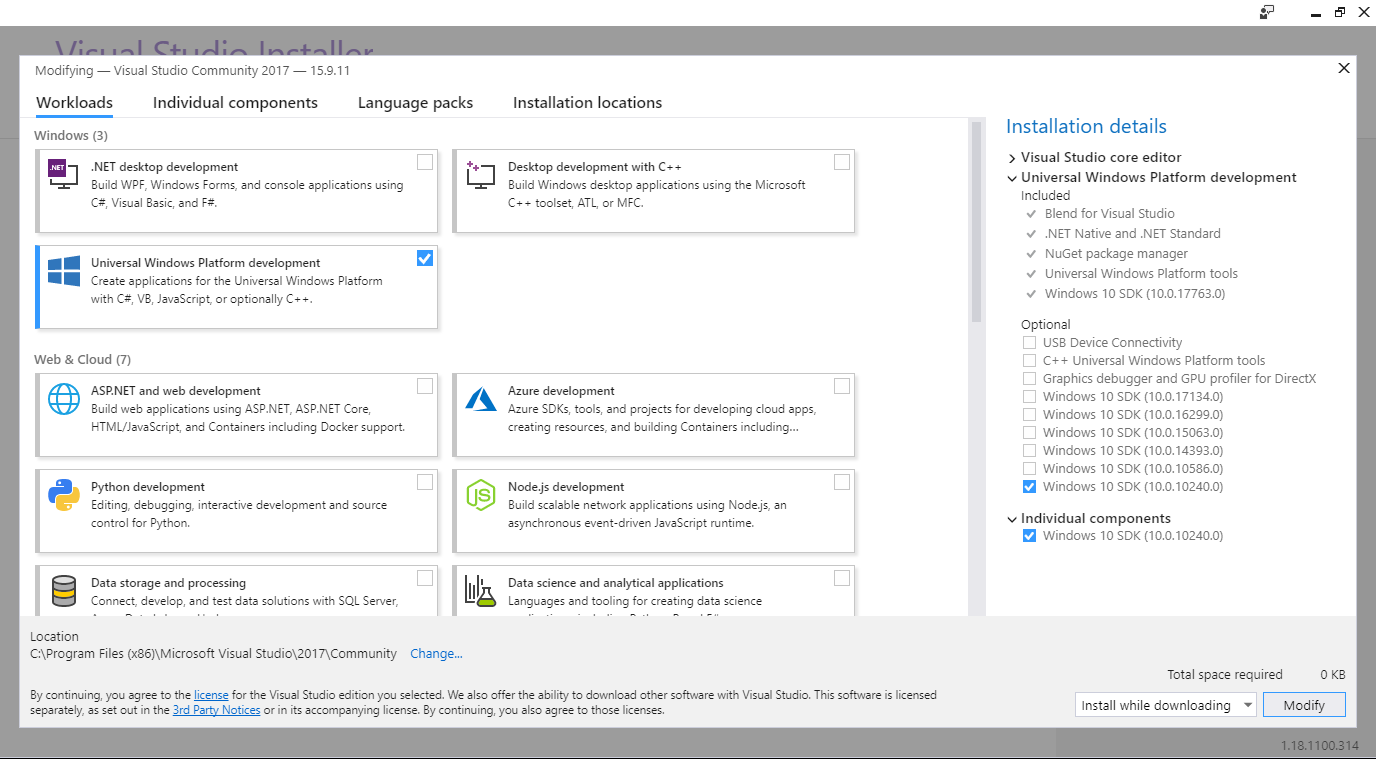 Visual Studio Installer
Modifying — Visual Studio Community 2017 — 15.9.11
Workloads
Individual components
Language packs
Installation locations
Windows (3)
.NET
.NET desktop development
Build WPF, Windows Forms, and console applications using
C#, Visual Basic, and F#.
Desktop development with C++
Build Windows desktop applications using the Microsoft
C++ toolset, ATL, or MFC.
Universal Windows Platform development
Create applications for the Universal Windows Platform
with C#, VB, JavaScript, or optionally C++.
Web & Cloud (7)
ASP.NET and web development
Build web applications using ASP.NET, ASP.NET Core,
HTML/JavaScript, and Containers including Docker support.
Azure development
Azure SDKs, tools, and projects for developing cloud apps,
creating resources, and building Containers including...
Python development
Editing, debugging, interactive development and source
control for Python.
JS
Node.js development
Build scalable network applications using Node.js, an
asynchronous event-driven JavaScript runtime.
Data storage and processing
Connect, develop, and test data solutions with SQL Server,
Data science and analytical applications
Languages and tooling for creating data science
Installation details
Visual Studio core editor
Universal Windows Platform development
Included
Blend for Visual Studio
.NET Native and .NET Standard
NuGet package manager
Universal Windows Platform tools
Windows 10 SDK (10.0.17763.0)
Optional
USB Device Connectivity
C++ Universal Windows Platform tools
Graphics debugger and GPU profiler for DirectX
Windows 10 SDK (10.0.17134.0)
Windows 10 SDK (10.0.16299.0)
Windows 10 SDK (10.0.15063.0)
Windows 10 SDK (10.0.14393.0)
Windows 10 SDK (10.0.10586.0)
Windows 10 SDK (10.0.10240.0)
Individual components
Windows 10 SDK (10.0.10240.0)
Location
C:\Program Files (x86)\Microsoft Visual Studio\2017\Community Change...
Total space required 0 KB
By continuing, you agree to the license for the Visual Studio edition you selected. We also offer the ability to download other software with Visual Studio. This software is licensed
separately, as set out in the 3rd Party Notices or in its accompanying license. By continuing, you also agree to those licenses.
Install while downloading
Modify
1.18.1100.314